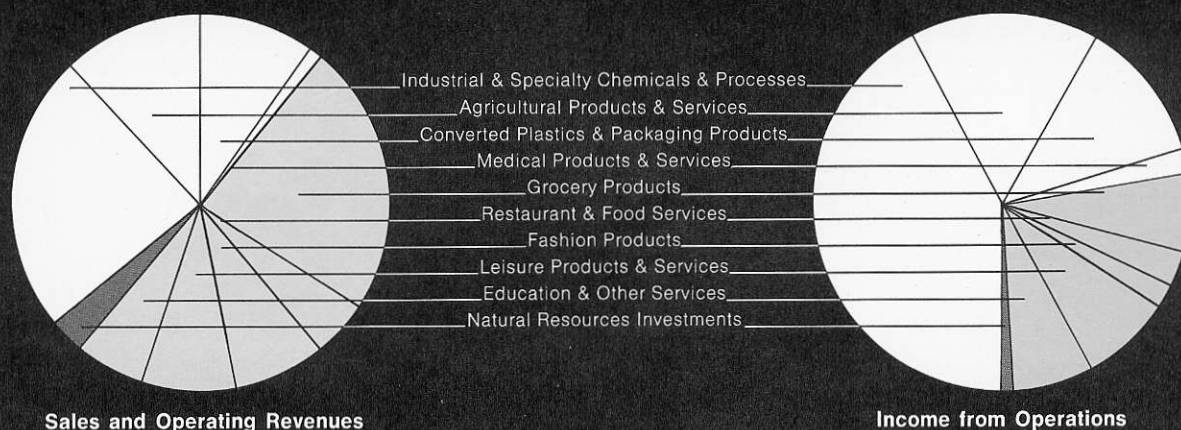 Industrial & Specialty Chemicals & Processes
Agricultural Products & Services
Converted Plastics & Packaging Products
Medical Products & Services
Grocery Products
Restaurant & Food Services
Fashion Products
Leisure Products & Services
Education & Other Services
Natural Resources Investments
Sales and Operating Revenues
Income from Operations